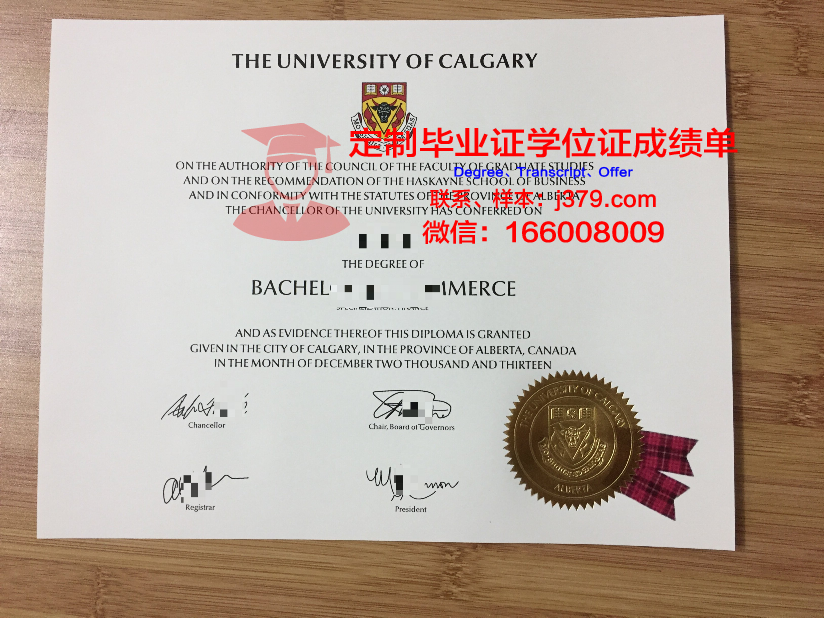 THE UNIVERSITY OF CALGARY
定制毕业证学位证成绩单
ON THE AUTHORITY OF THE COUNCIL OF THE FACULTY OF GRADUATE STUDIES
Degree、Transcript、Offer
AND ON THE RECOMMENDATION OF THE HASKAYNE SCHOOL OF BUSINESS
AND IN CONFORMITY WITH THE STATUTES OF THE PROVINCE OF ALBERTA
联系、样本：j379.com
THE CHANCELLOR OF THE UNIVERSITY HAS CONFERRED ON
微信：166008009
THE DEGREE OF
BACHEL MMERCE
AND AS EVIDENCE THEREOF THIS DIPLOMA IS GRANTED
GIVEN IN THE CITY OF CALGARY, IN THE PROVINCE OF ALBERTA, CANADA
IN THE MONTH OF DECEMBER TWO THOUSAND AND THIRTEEN
Chancellor
Chair, Board of Governors
Registrar
President
THE UNIVERSITY OF CALGARY
ALBERTA